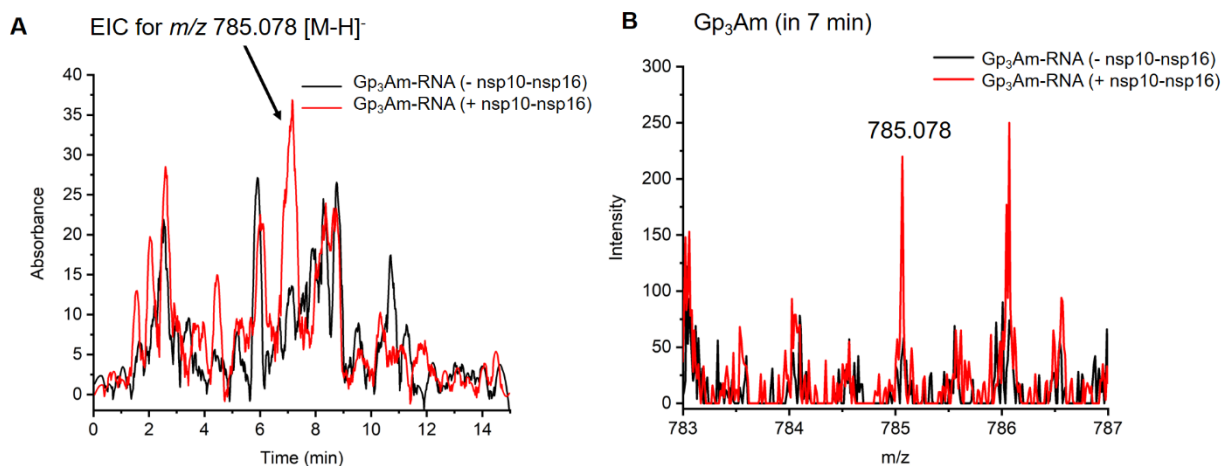 A
EIC for m/z 785.078 [M-H]-
Gp3Am-RNA (- nsp10-nsp16)
Gp3Am-RNA (+ nsp10-nsp16)
40
35
30
25
20
15
10
5
0
Absorbance
0 2 4 6 8 10 12 14
Time (min)
B
Gp3Am (in 7 min)
Gp3Am-RNA (- nsp10-nsp16)
Gp3Am-RNA (+ nsp10-nsp16)
785.078
300
250
200
150
100
50
0
Intensity
783 784 785 786 787
m/z